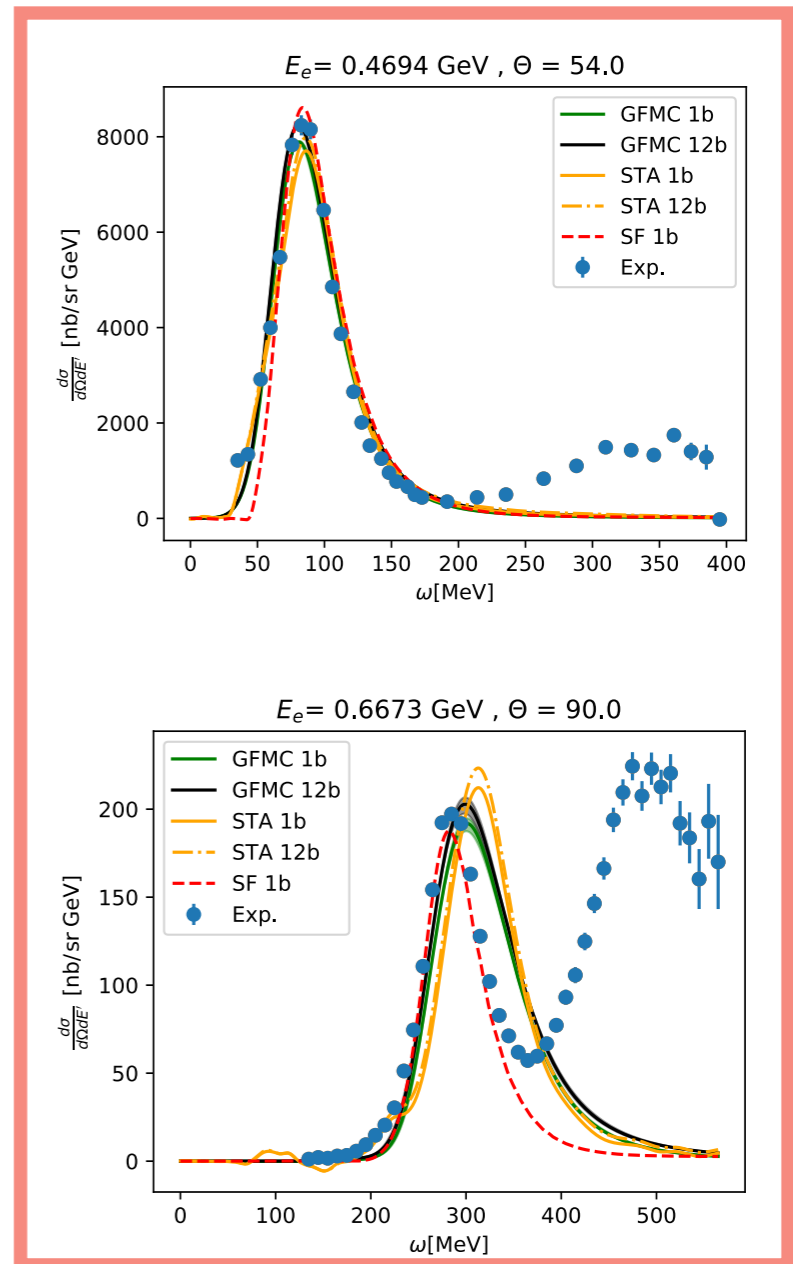 E_e= 0.4694 GeV , Θ = 54.0
8000
6000
4000
2000
0
dσ/dΩdE′ [nb/sr GeV]
GFMC 1b
GFMC 12b
STA 1b
STA 12b
SF 1b
Exp.
0 50 100 150 200 250 300 350 400
ω[MeV]
E_e= 0.6673 GeV , Θ = 90.0
200
150
100
50
0
dσ/dΩdE′ [nb/sr GeV]
GFMC 1b
GFMC 12b
STA 1b
STA 12b
SF 1b
Exp.
0 100 200 300 400 500
ω[MeV]